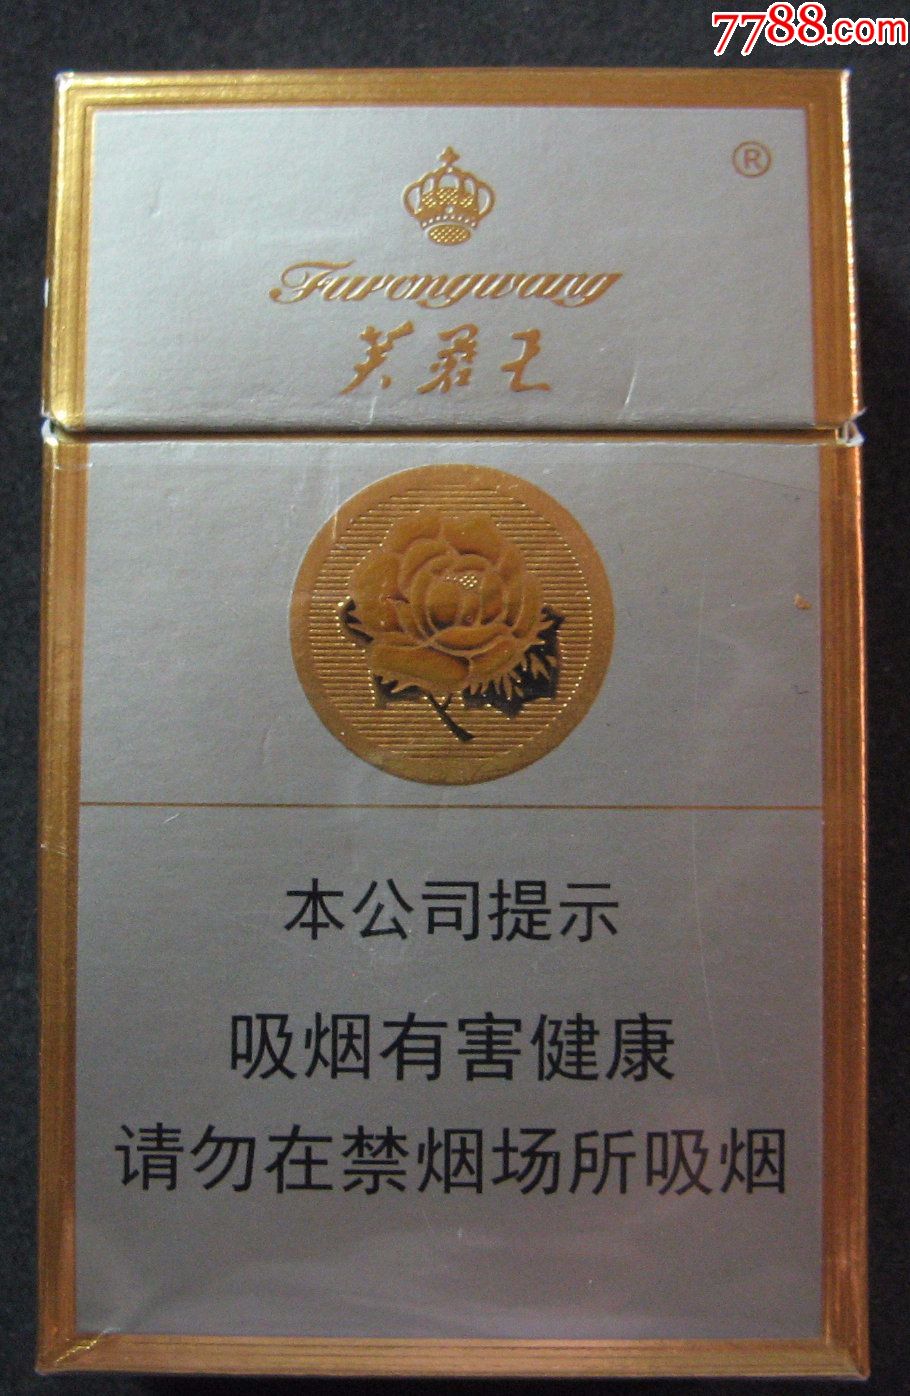 7788.com
®
Furongwang
芙蓉王
本公司提示
吸烟有害健康
请勿在禁烟场所吸烟